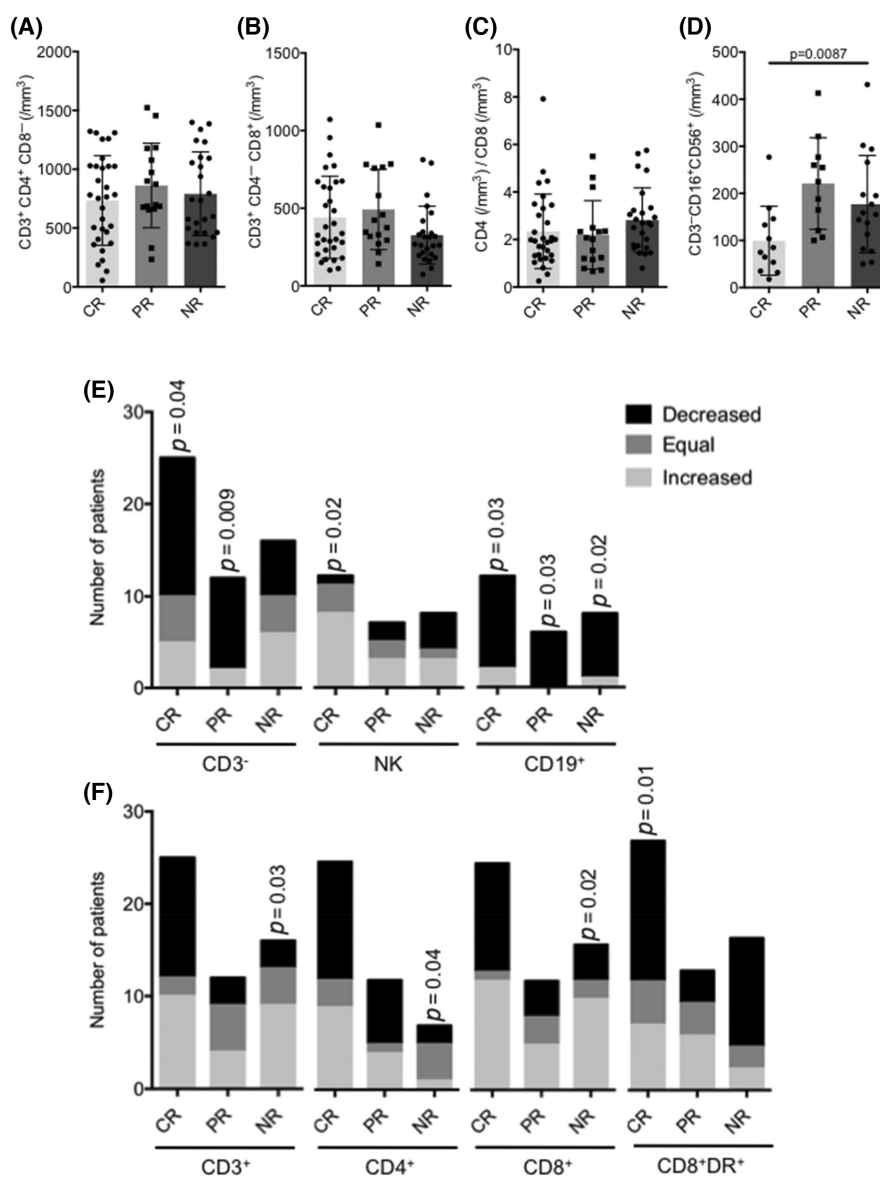 (A)
CD3⁺ CD4⁺ CD8⁻ (/mm³)
2000
1500
1000
500
0
CR
PR
NR
(B)
CD3⁺ CD4⁻ CD8⁺ (/mm³)
1500
1000
500
0
CR
PR
NR
(C)
CD4 (/mm³) / CD8 (/mm³)
10
8
6
4
2
0
CR
PR
NR
(D)
CD3⁻CD16⁺CD56⁺ (/mm³)
500
400
300
200
100
0
p=0.0087
CR
PR
NR
(E)
Number of patients
30
20
10
0
p = 0.04
p = 0.009
p = 0.02
p = 0.03
p = 0.03
p = 0.02
Decreased
Equal
Increased
CR
PR
NR
CR
PR
NR
CR
PR
NR
CD3⁻
NK
CD19⁺
(F)
Number of patients
30
20
10
0
p = 0.03
p = 0.04
p = 0.02
p = 0.01
CR
PR
NR
CR
PR
NR
CR
PR
NR
CR
PR
NR
CD3⁺
CD4⁺
CD8⁺
CD8⁺DR⁺